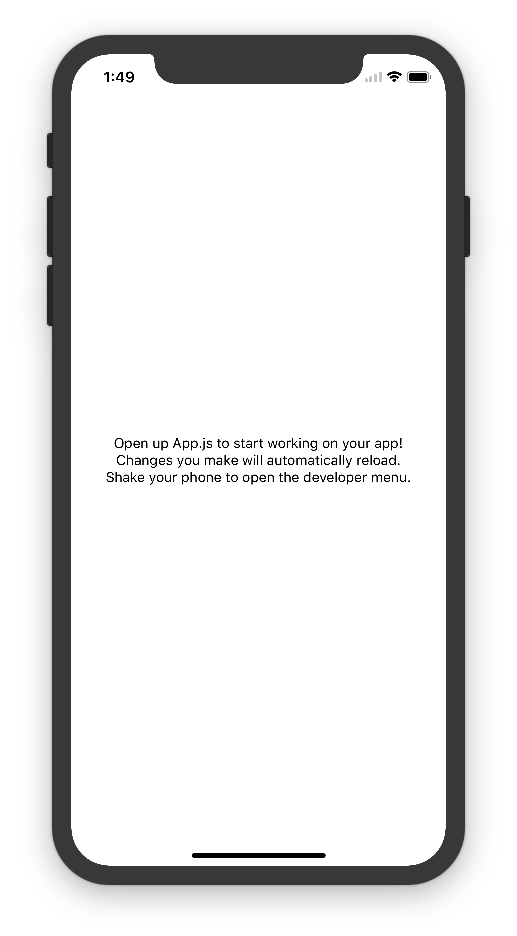 1:49
Open up App.js to start working on your app!
Changes you make will automatically reload.
Shake your phone to open the developer menu.